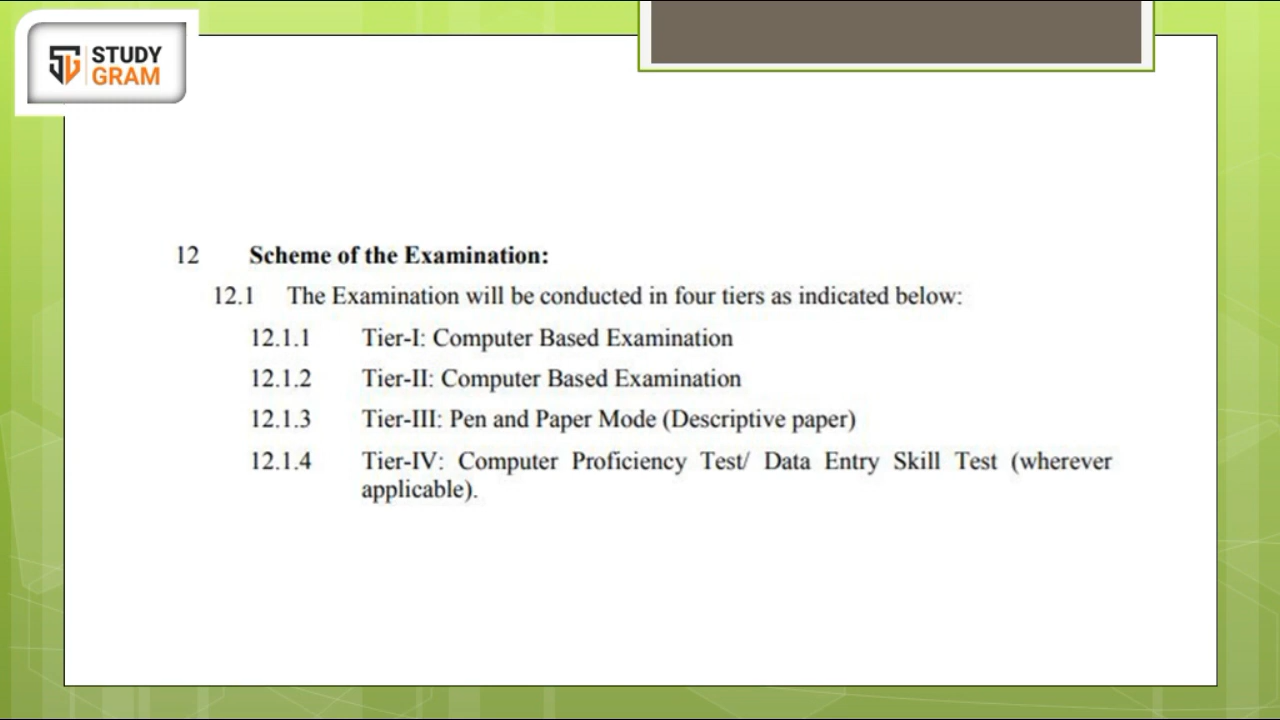 STUDY
GRAM
12 Scheme of the Examination:
12.1 The Examination will be conducted in four tiers as indicated below:
12.1.1 Tier-I: Computer Based Examination
12.1.2 Tier-II: Computer Based Examination
12.1.3 Tier-III: Pen and Paper Mode (Descriptive paper)
12.1.4 Tier-IV: Computer Proficiency Test/ Data Entry Skill Test (wherever
applicable).